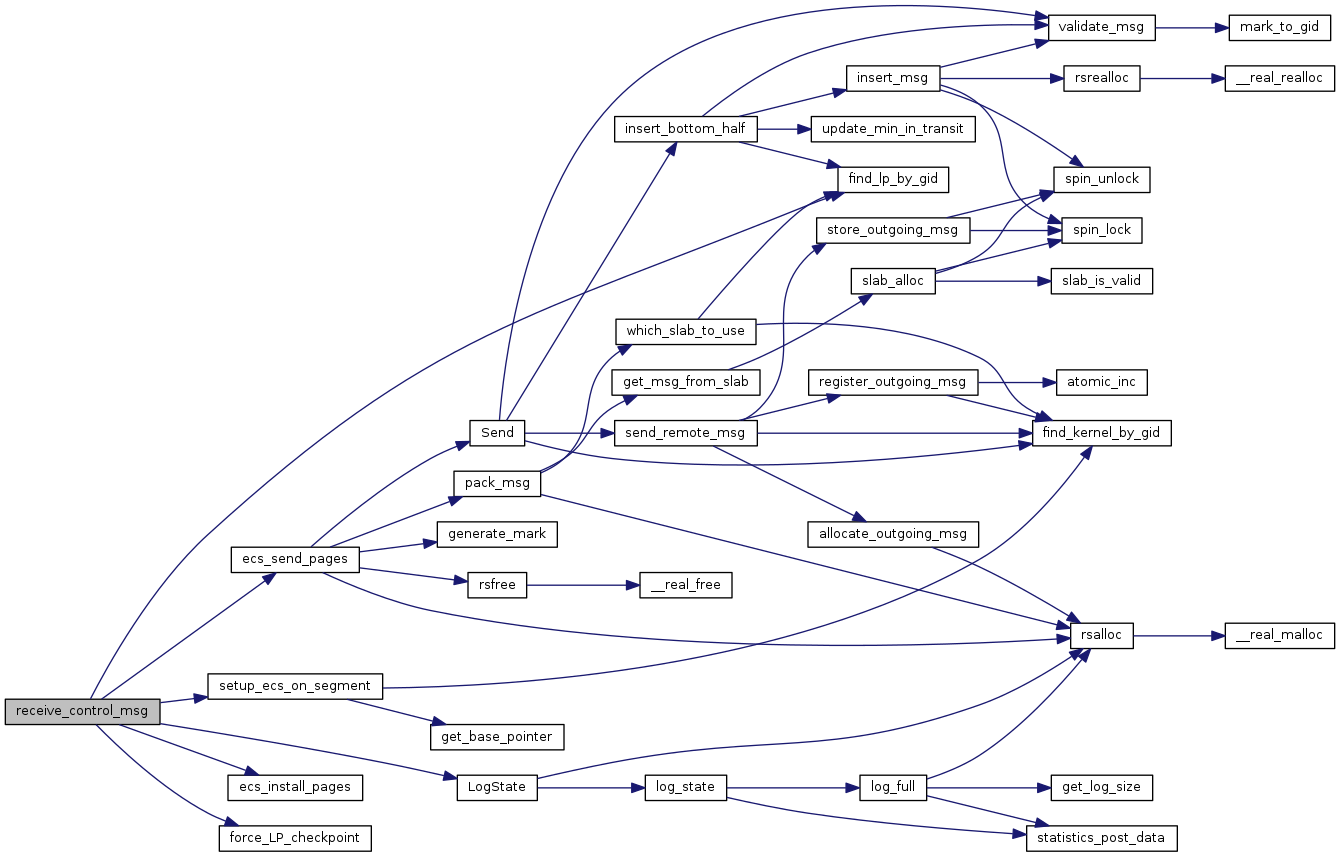 validate_msg
mark_to_gid
insert_msg
rsrealloc
__real_realloc
insert_bottom_half
update_min_in_transit
find_lp_by_gid
spin_unlock
store_outgoing_msg
spin_lock
slab_alloc
slab_is_valid
which_slab_to_use
get_msg_from_slab
register_outgoing_msg
atomic_inc
Send
send_remote_msg
find_kernel_by_gid
pack_msg
generate_mark
allocate_outgoing_msg
ecs_send_pages
rsfree
__real_free
rsalloc
__real_malloc
setup_ecs_on_segment
receive_control_msg
get_base_pointer
ecs_install_pages
LogState
log_state
log_full
get_log_size
force_LP_checkpoint
statistics_post_data